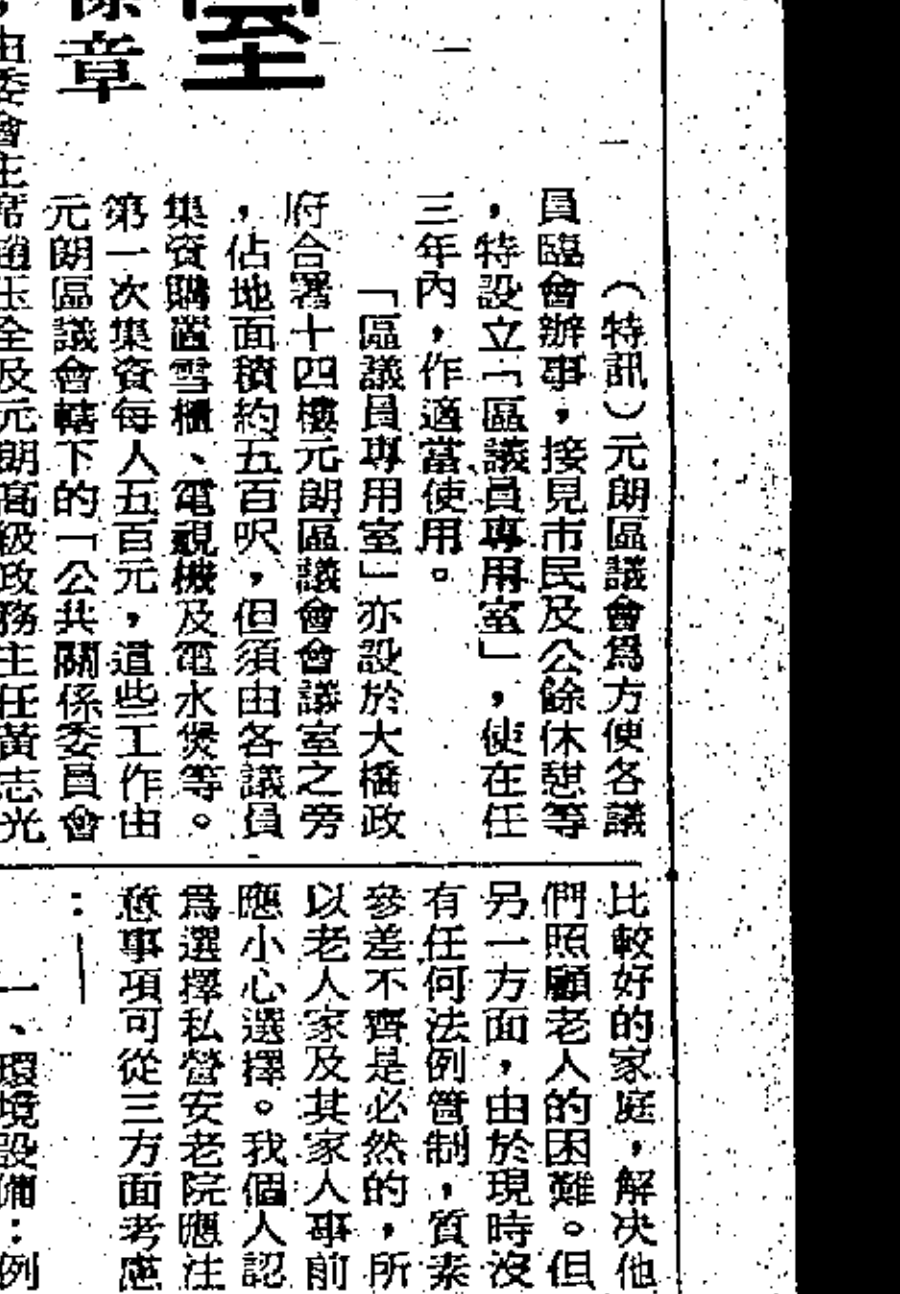 室
章
（特訊）元朗區議會爲方便各議
員臨會辦事，接見市民及公餘休憇等
，特設立「區議員專用室」，使在任
三年內，作適當使用。
「區議員專用室」亦設於大橋政
府合署十四樓元朗區議會會議室之旁
，佔地面積約五百呎，但須由各議員
集資購置雪櫃、電視機及電水煲等。
第一次集資每人五百元，這些工作由
元朗區議會轄下的「公共關係委員會
，由委會主席趙玉全及元朗高級政務主任黃志光
比較好的家庭，解决他
們照顧老人的困難。但
另一方面，由於現時沒
有任何法例管制，質素
參差不齊是必然的，所
以老人家及其家人事前
應小心選擇。我個人認
爲選擇私營安老院應注
意事項可從三方面考慮
：—
一、環境設備：例